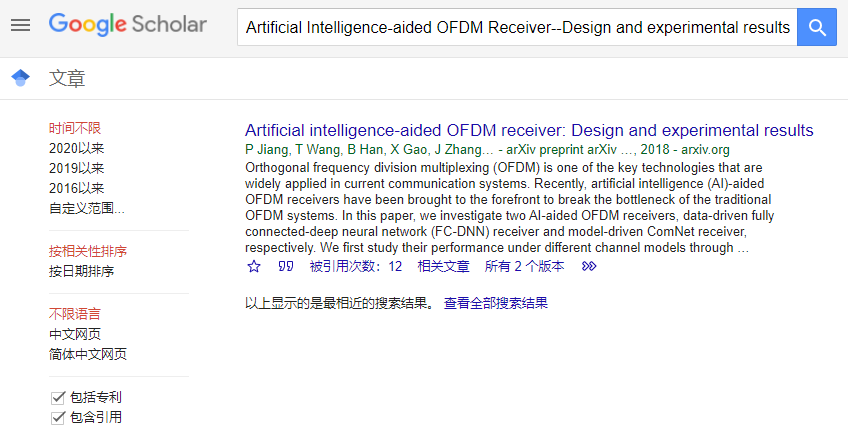 Google Scholar
Artificial Intelligence-aided OFDM Receiver--Design and experimental results
文章
时间不限
2020以来
2019以来
2016以来
自定义范围...
按相关性排序
按日期排序
不限语言
中文网页
简体中文网页
包括专利
包含引用
Artificial intelligence-aided OFDM receiver: Design and experimental results
P Jiang, T Wang, B Han, X Gao, J Zhang… - arXiv preprint arXiv …, 2018 - arxiv.org
Orthogonal frequency division multiplexing (OFDM) is one of the key technologies that are
widely applied in current communication systems. Recently, artificial intelligence (AI)-aided
OFDM receivers have been brought to the forefront to break the bottleneck of the traditional
OFDM systems. In this paper, we investigate two AI-aided OFDM receivers, data-driven fully
connected-deep neural network (FC-DNN) receiver and model-driven ComNet receiver,
respectively. We first study their performance under different channel models through …
被引用次数：12 相关文章 所有 2 个版本
以上显示的是最相近的搜索结果。 查看全部搜索结果